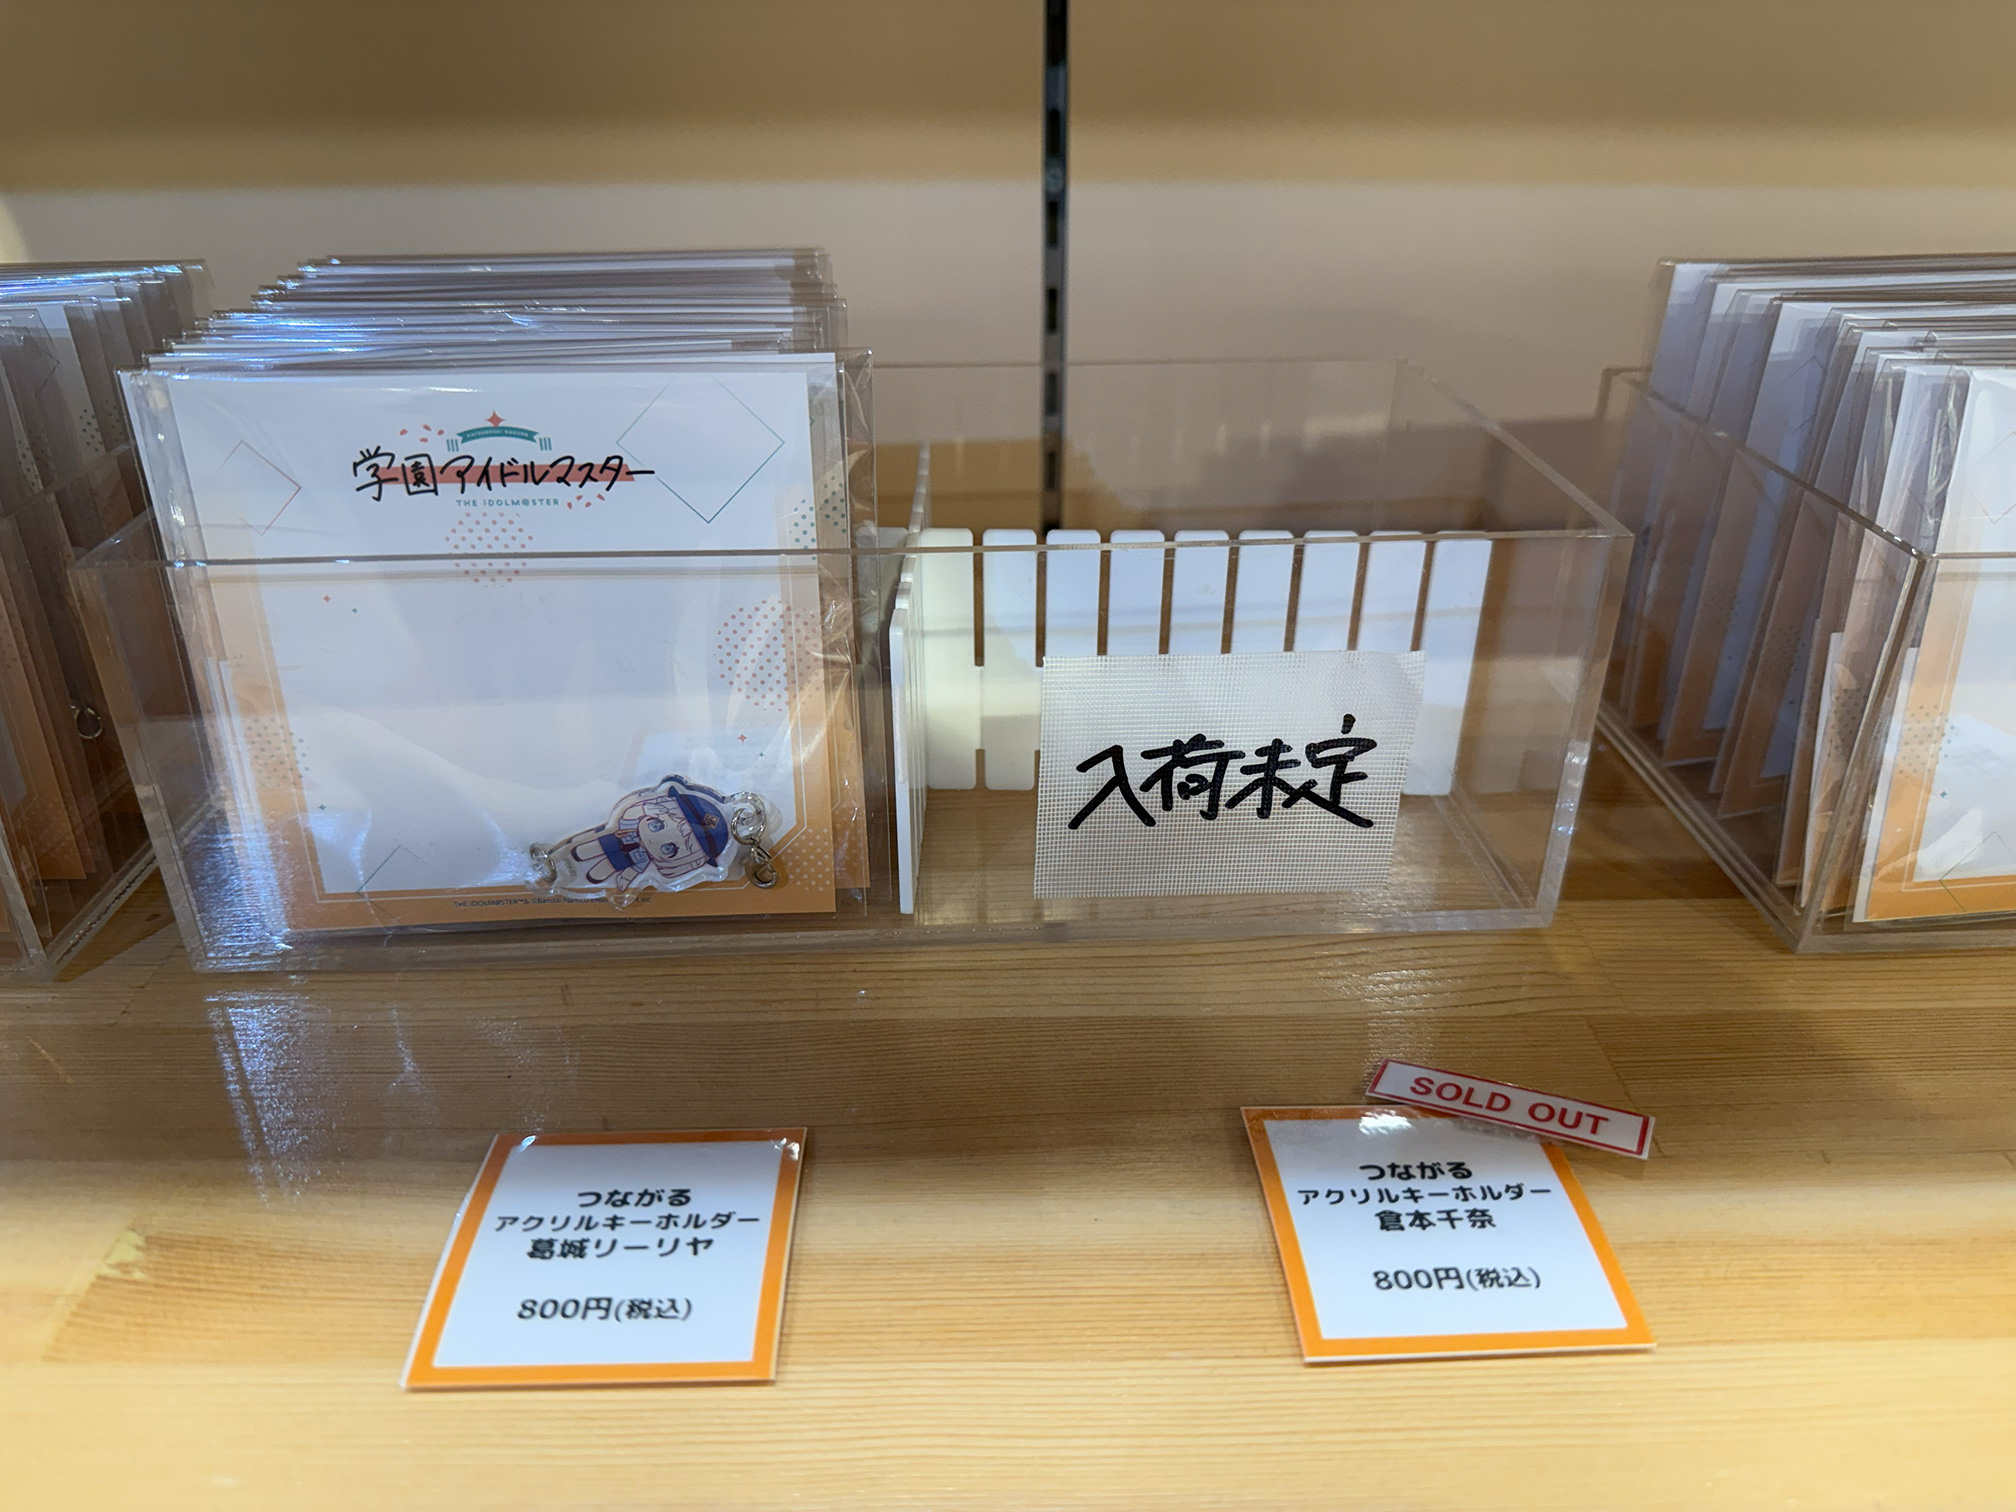 学園アイドルマスター
THE IDOLM@STER
入荷未定
SOLD OUT
つながる
アクリルキーホルダー
葛城リーリヤ
800円(税込)
つながる
アクリルキーホルダー
倉本千奈
800円(税込)